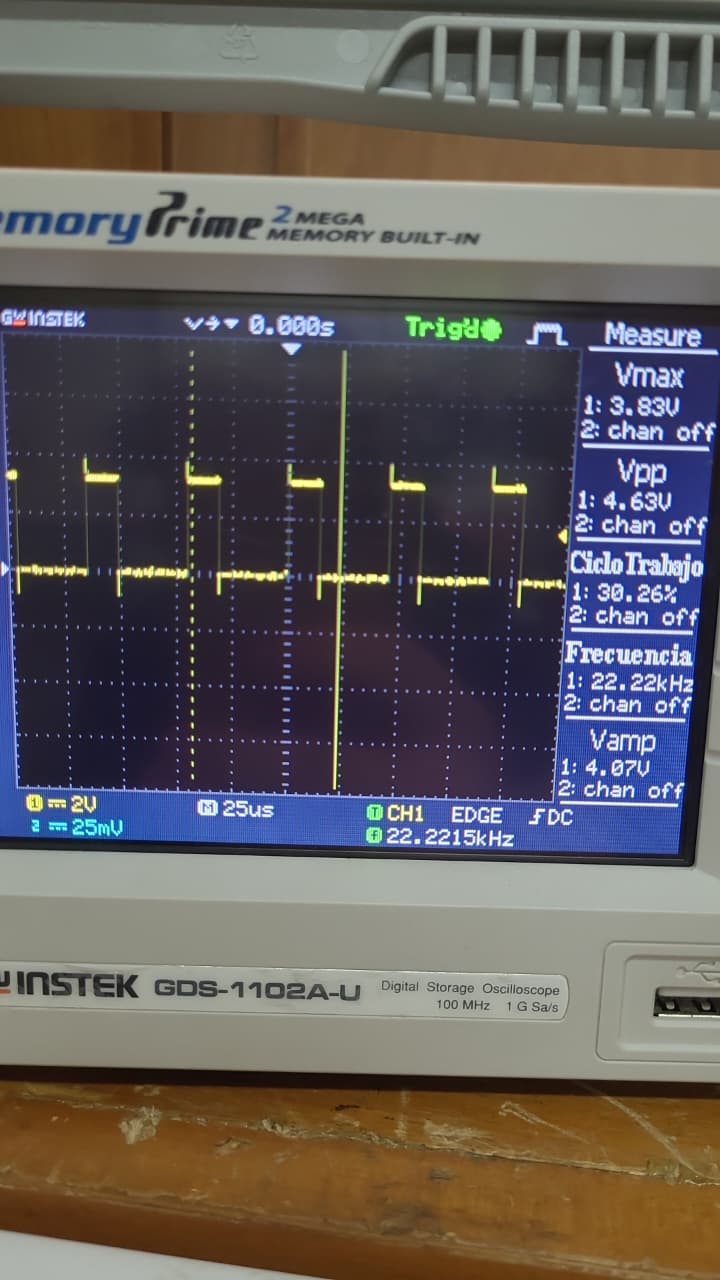 emoryPrime 2 MEGA
MEMORY BUILT-IN
GWINSTEK
0.000s
Trig'd
Measure
Vmax
1: 3.83V
2: chan off
Vpp
1: 4.63V
2: chan off
Ciclo Trabajo
1: 30.26%
2: chan off
Frecuencia
1: 22.22kHz
2: chan off
Vamp
1: 4.07V
2: chan off
1 2V
M 25us
T CH1 EDGE DC
2 25mV
f 22.2215kHz
INSTEK GDS-1102A-U Digital Storage Oscilloscope
100 MHz 1 G Sa/s